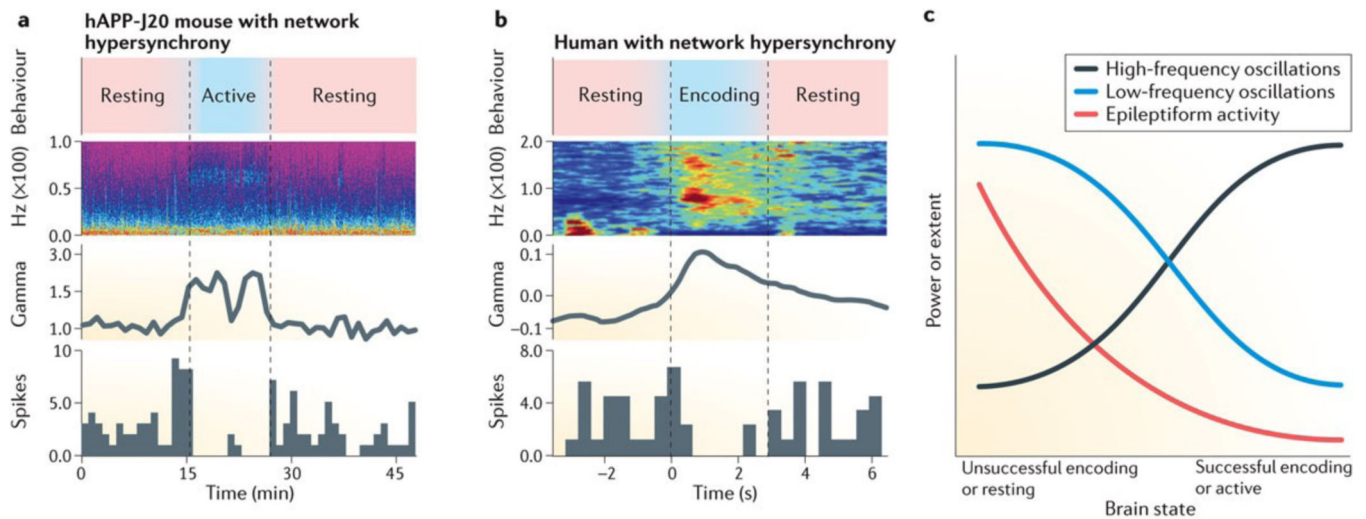 a
hAPP-J20 mouse with network
hypersynchrony
Behaviour
Resting
Active
Resting
Hz (×100)
1.0
0.5
0.0
Gamma
3.0
1.5
1.0
Spikes
10
5.0
0.0
0
15
30
45
Time (min)
b
Human with network hypersynchrony
Behaviour
Resting
Encoding
Resting
Hz (×100)
2.0
1.0
0.0
Gamma
0.1
0.0
−0.1
Spikes
8.0
4.0
0.0
−2
0
2
4
6
Time (s)
c
High-frequency oscillations
Low-frequency oscillations
Epileptiform activity
Power or extent
Unsuccessful encoding
or resting
Successful encoding
or active
Brain state